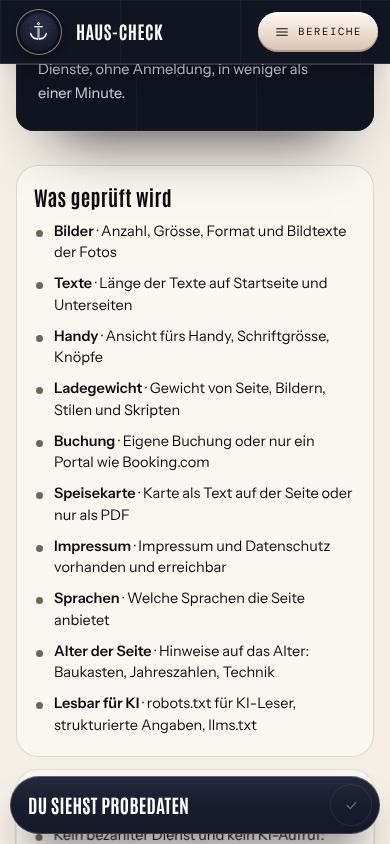 HAUS-CHECK
BEREICHE
Dienste, ohne Anmeldung, in weniger als
einer Minute.
Was geprüft wird
Bilder · Anzahl, Grösse, Format und Bildtexte
der Fotos
Texte · Länge der Texte auf Startseite und
Unterseiten
Handy · Ansicht fürs Handy, Schriftgrösse,
Knöpfe
Ladegewicht · Gewicht von Seite, Bildern,
Stilen und Skripten
Buchung · Eigene Buchung oder nur ein
Portal wie Booking.com
Speisekarte · Karte als Text auf der Seite oder
nur als PDF
Impressum · Impressum und Datenschutz
vorhanden und erreichbar
Sprachen · Welche Sprachen die Seite
anbietet
Alter der Seite · Hinweise auf das Alter:
Baukasten, Jahreszahlen, Technik
Lesbar für KI · robots.txt für KI-Leser,
strukturierte Angaben, llms.txt
DU SIEHST PROBEDATEN
Kein bezahlter Dienst und kein KI-Aufruf: